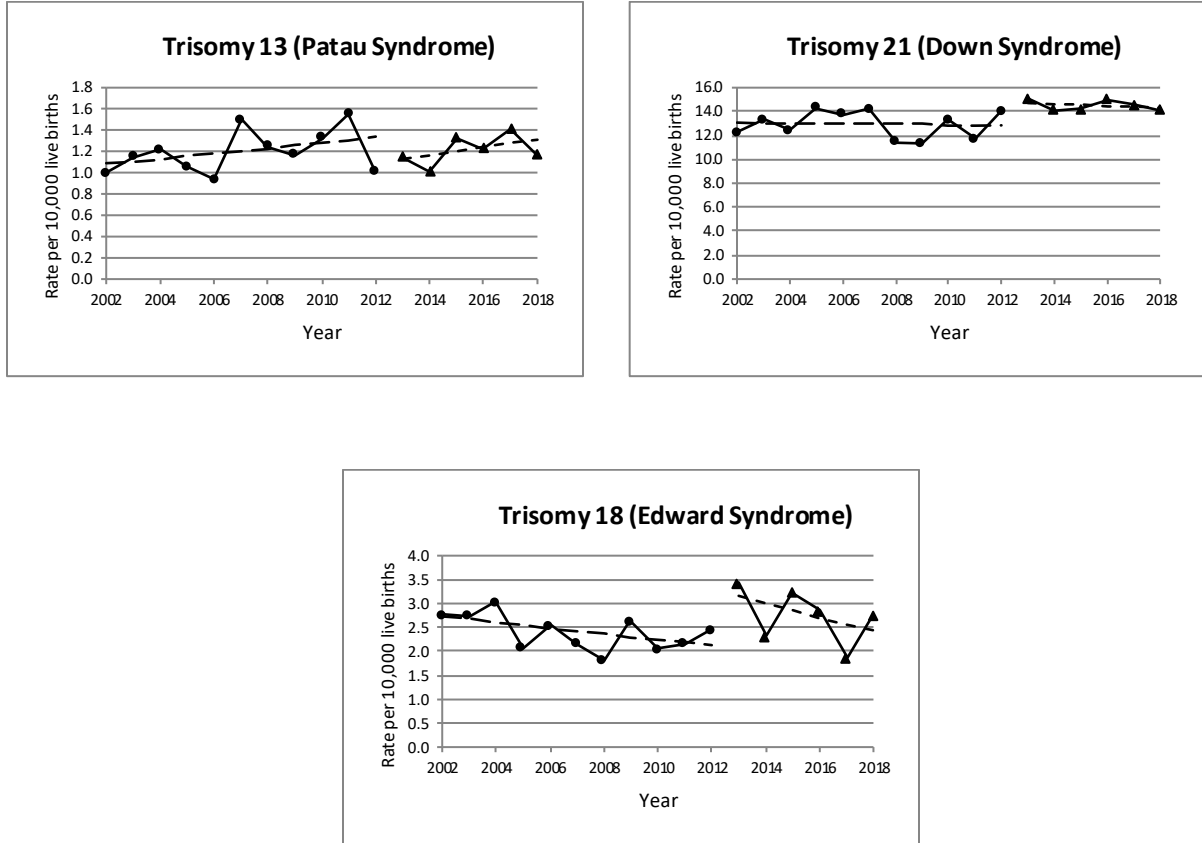 Trisomy 13 (Patau Syndrome)
Rate per 10,000 live births
1.8
1.6
1.4
1.2
1.0
0.8
0.6
0.4
0.2
0.0
2002 2004 2006 2008 2010 2012 2014 2016 2018
Year
Trisomy 21 (Down Syndrome)
Rate per 10,000 live births
16.0
14.0
12.0
10.0
8.0
6.0
4.0
2.0
0.0
2002 2004 2006 2008 2010 2012 2014 2016 2018
Year
Trisomy 18 (Edward Syndrome)
Rate per 10,000 live births
4.0
3.5
3.0
2.5
2.0
1.5
1.0
0.5
0.0
2002 2004 2006 2008 2010 2012 2014 2016 2018
Year